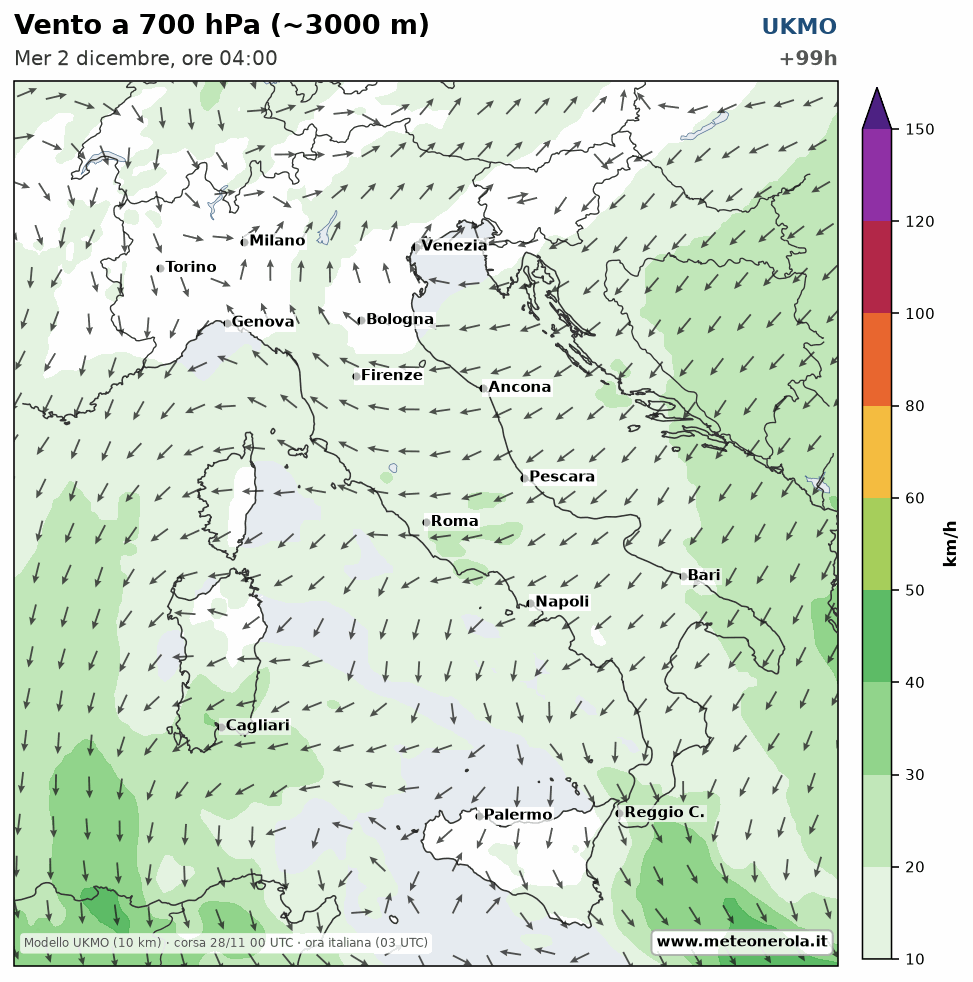 Vento a 700 hPa (~3000 m)
UKMO
Mer 2 dicembre, ore 04:00
+99h
150
120
100
80
60
50
40
30
20
10
km/h
Milano
Venezia
Torino
Genova
Bologna
Firenze
Ancona
Pescara
Roma
Bari
Napoli
Cagliari
Palermo
Reggio C.
Modello UKMO (10 km) · corsa 28/11 00 UTC · ora italiana (03 UTC)
www.meteonerola.it